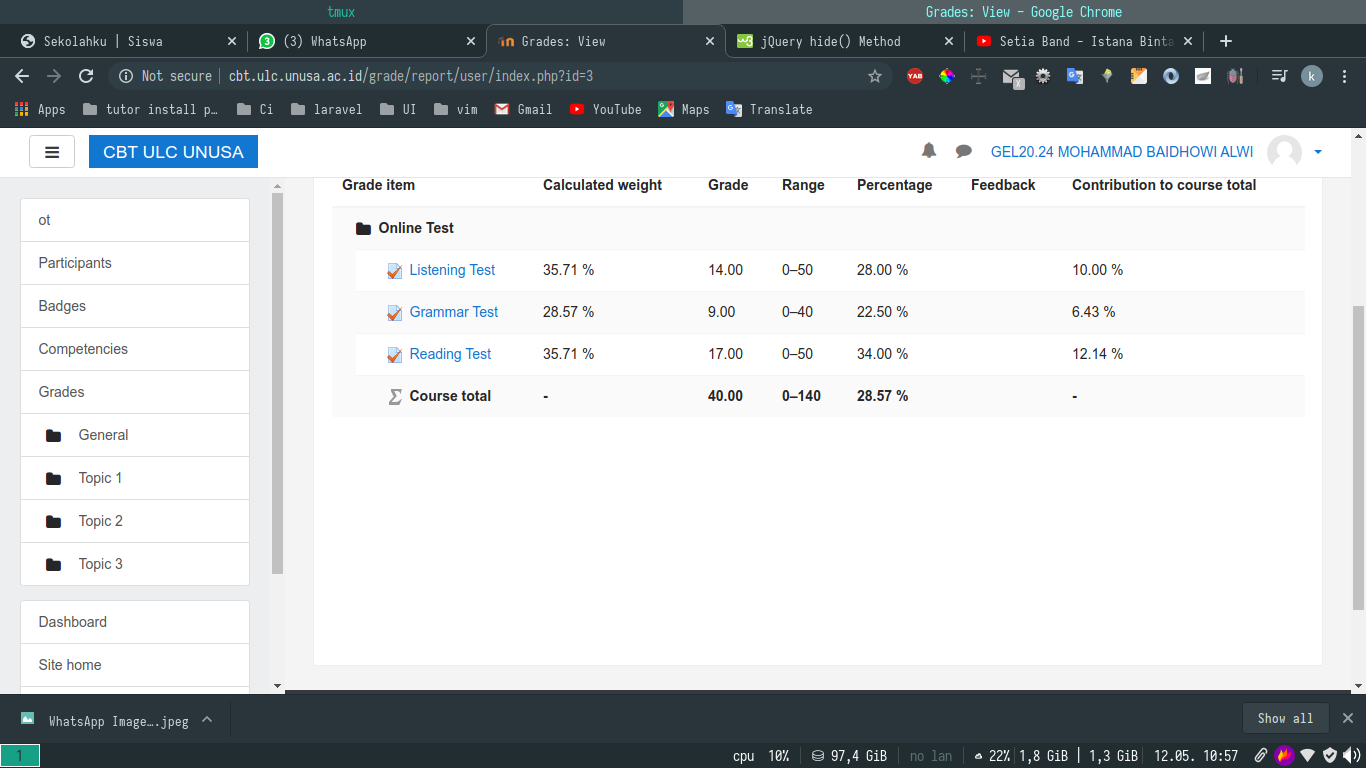 tmux Grades: View - Google Chrome
Sekolahku | Siswa (3) WhatsApp Grades: View jQuery hide() Method Setia Band - Istana Binta
Not secure cbt.ulc.unusa.ac.id/grade/report/user/index.php?id=3
Apps tutor install p… Ci laravel UI vim Gmail YouTube Maps Translate
CBT ULC UNUSA GEL20.24 MOHAMMAD BAIDHOWI ALWI
ot
Participants
Badges
Competencies
Grades
General
Topic 1
Topic 2
Topic 3
Dashboard
Site home
Grade item Calculated weight Grade Range Percentage Feedback Contribution to course total
Online Test
Listening Test 35.71 % 14.00 0–50 28.00 % 10.00 %
Grammar Test 28.57 % 9.00 0–40 22.50 % 6.43 %
Reading Test 35.71 % 17.00 0–50 34.00 % 12.14 %
Course total - 40.00 0–140 28.57 % -
WhatsApp Image….jpeg Show all
1 cpu 10% 97,4 GiB no lan 22% 1,8 GiB | 1,3 GiB 12.05. 10:57